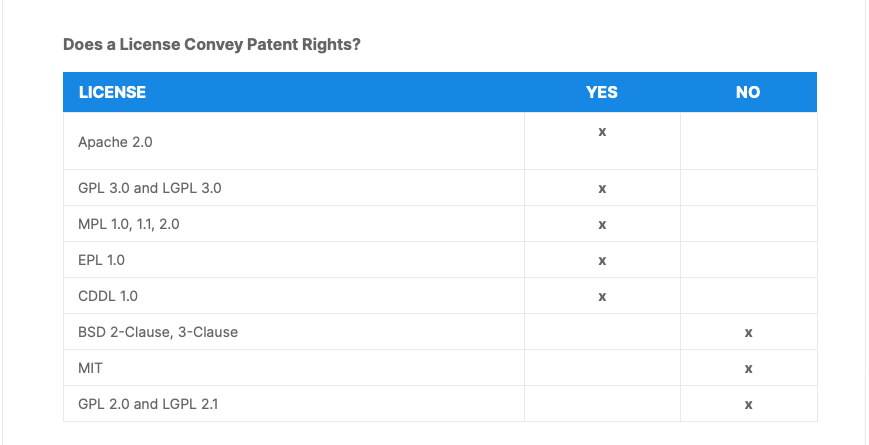 Does a License Convey Patent Rights?
LICENSE YES NO
Apache 2.0 x
GPL 3.0 and LGPL 3.0 x
MPL 1.0, 1.1, 2.0 x
EPL 1.0 x
CDDL 1.0 x
BSD 2-Clause, 3-Clause x
MIT x
GPL 2.0 and LGPL 2.1 x